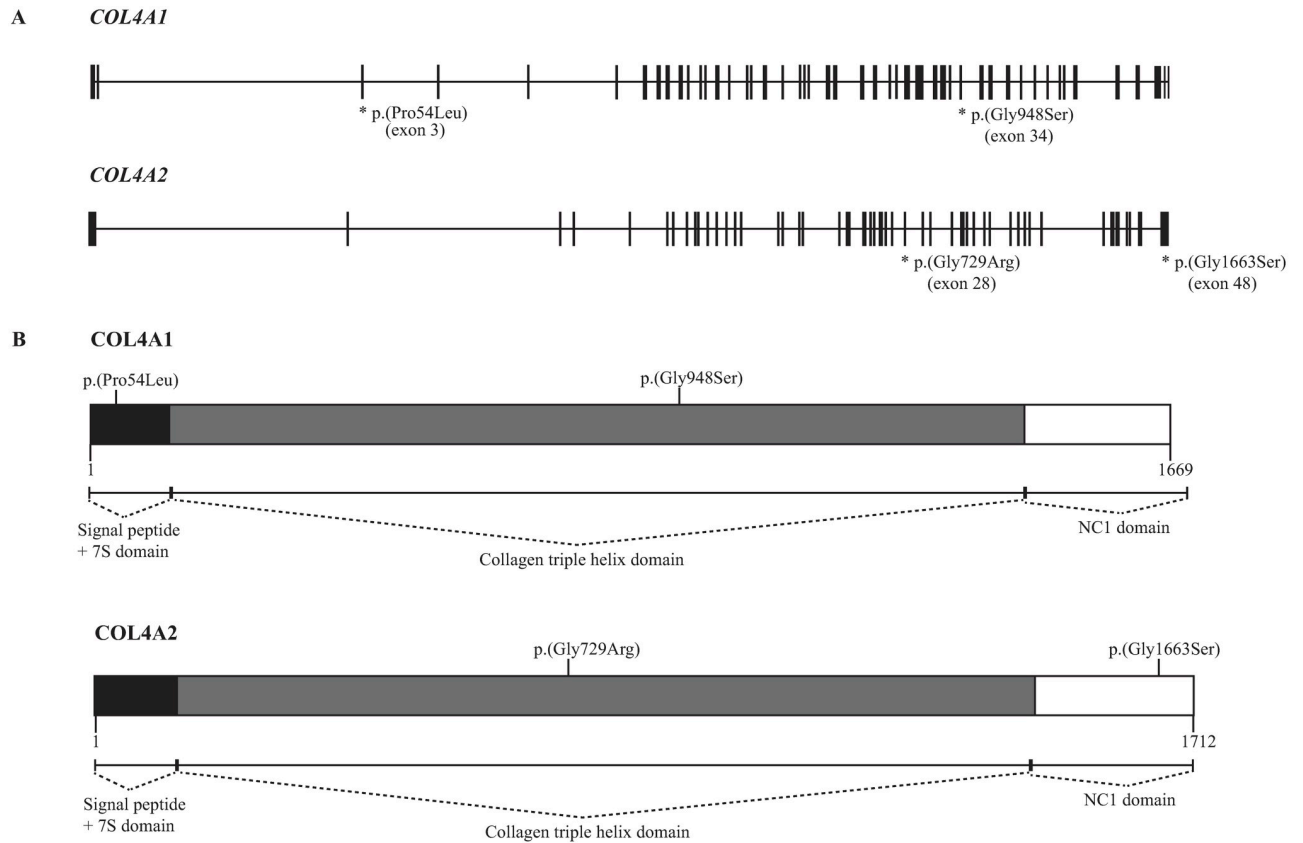 A COL4A1
* p.(Pro54Leu)
(exon 3)
* p.(Gly948Ser)
(exon 34)
COL4A2
* p.(Gly729Arg)
(exon 28)
* p.(Gly1663Ser)
(exon 48)
B COL4A1
p.(Pro54Leu)
p.(Gly948Ser)
1
1669
Signal peptide
+ 7S domain
Collagen triple helix domain
NC1 domain
COL4A2
p.(Gly729Arg)
p.(Gly1663Ser)
1
1712
Signal peptide
+ 7S domain
Collagen triple helix domain
NC1 domain